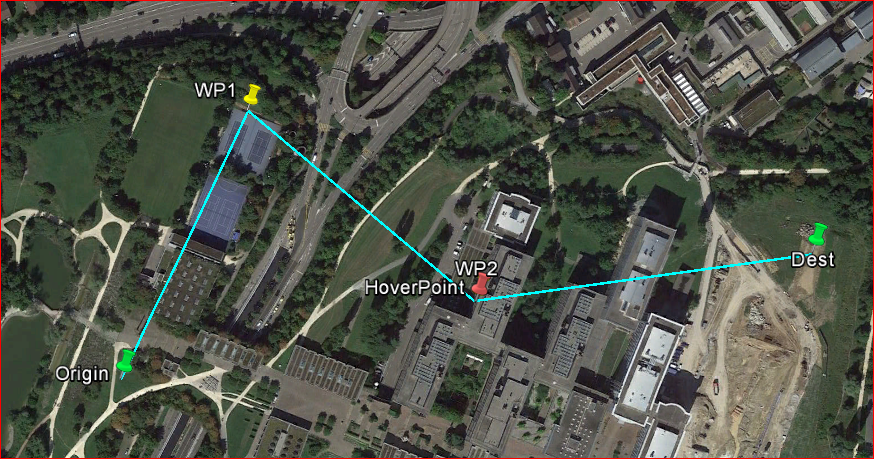 WP1
WP2
HoverPoint
Dest
Origin